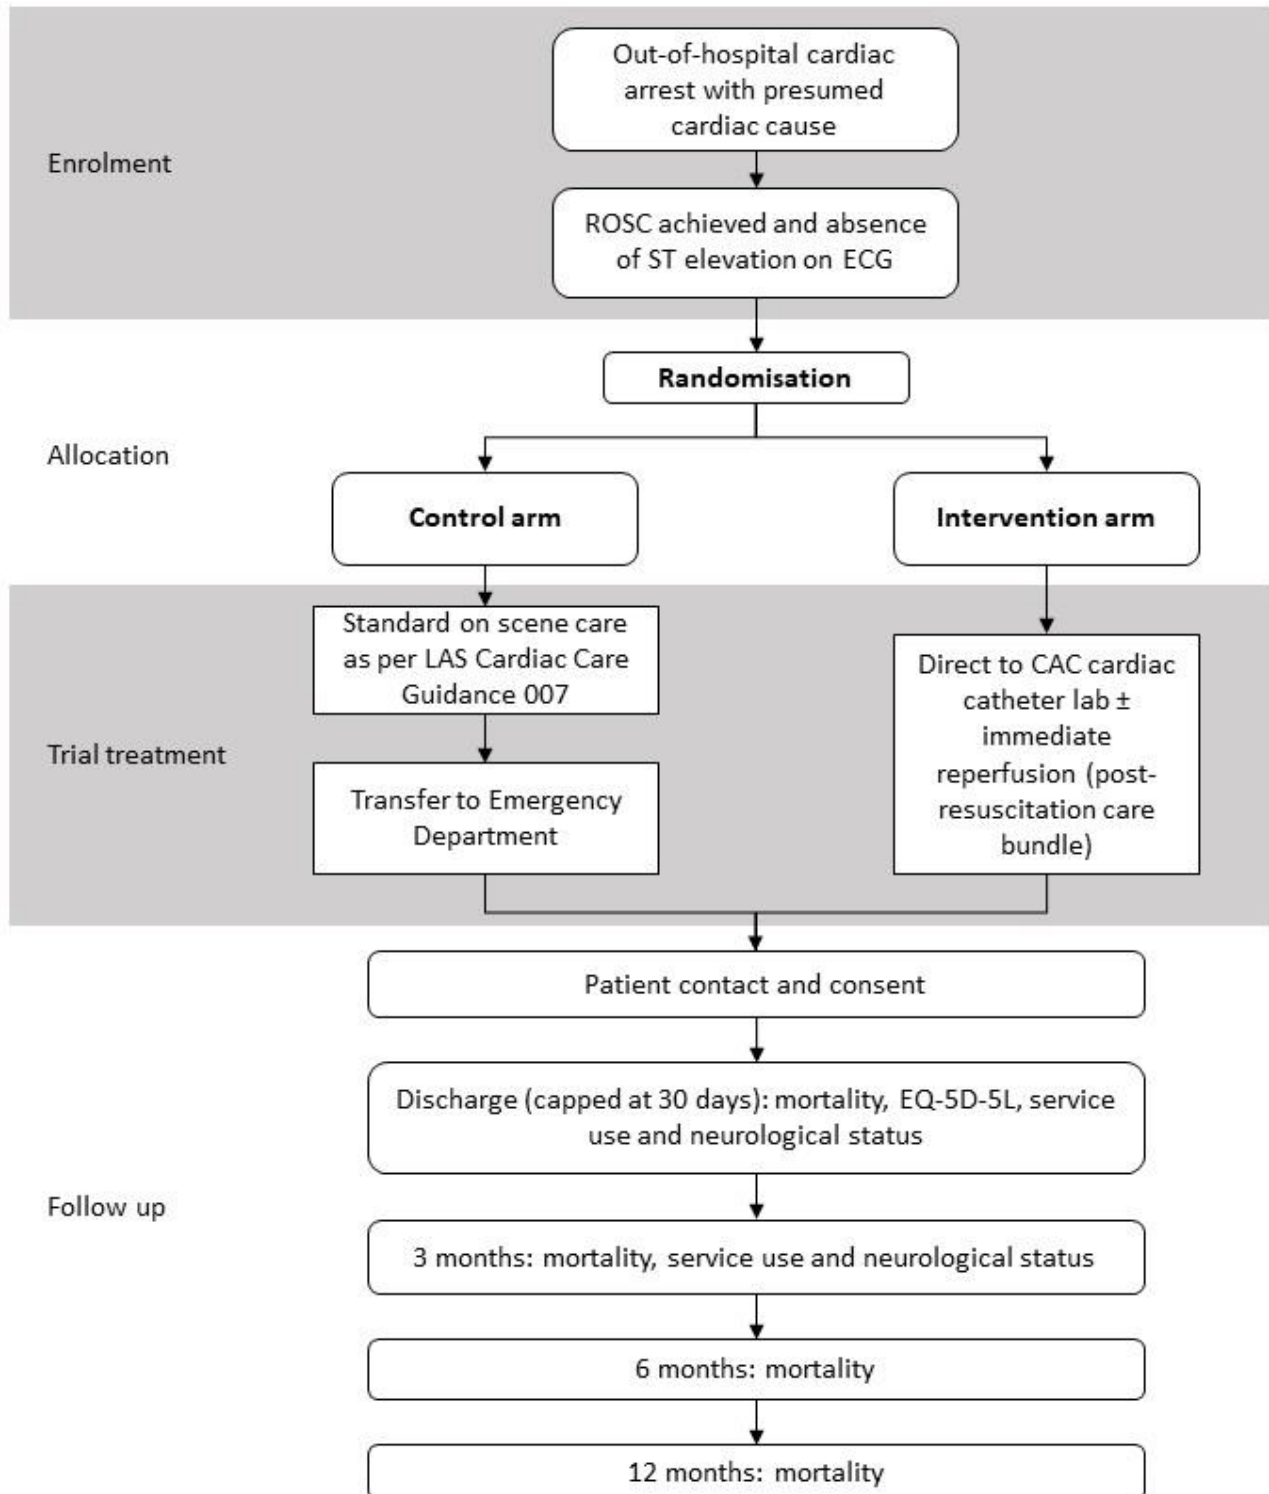 Enrolment
Out-of-hospital cardiac
arrest with presumed
cardiac cause
ROSC achieved and absence
of ST elevation on ECG
Randomisation
Allocation
Control arm
Intervention arm
Trial treatment
Standard on scene care
as per LAS Cardiac Care
Guidance 007
Transfer to Emergency
Department
Direct to CAC cardiac
catheter lab ±
immediate
reperfusion (post-
resuscitation care
bundle)
Patient contact and consent
Discharge (capped at 30 days): mortality, EQ-5D-5L, service
use and neurological status
Follow up
3 months: mortality, service use and neurological status
6 months: mortality
12 months: mortality